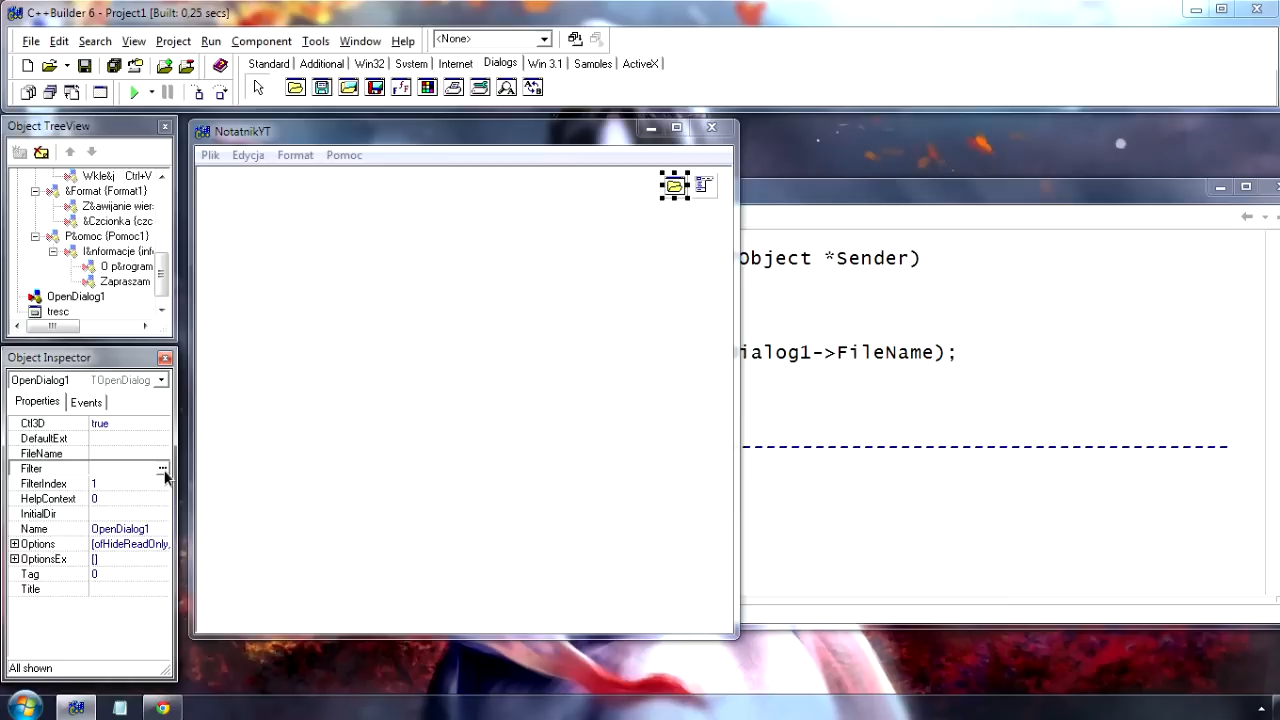 C++Builder 6 - Project1 [Built: 0,25 secs]
File Edit Search View Project Run Component Tools Window Help
<None>
Standard Additional Win32 System Internet Dialogs Win 3.1 Samples ActiveX
Object TreeView
Wkle&j Ctrl+V
&Format {Format1}
Z&awijanie wier
&Czcionka {czc
P&omoc {Pomoc1}
I&nformacje {inf
O p&rogram
Zapraszam
OpenDialog1
tresc
Object Inspector
OpenDialog1 TOpenDialog
Properties Events
Ctl3D true
DefaultExt
FileName
Filter ...
FilterIndex 1
HelpContext 0
InitialDir
Name OpenDialog1
Options [ofHideReadOnly,
OptionsEx []
Tag 0
Title
All shown
NotatnikYT
Plik Edycja Format Pomoc
Object *Sender)
ialog1->FileName);